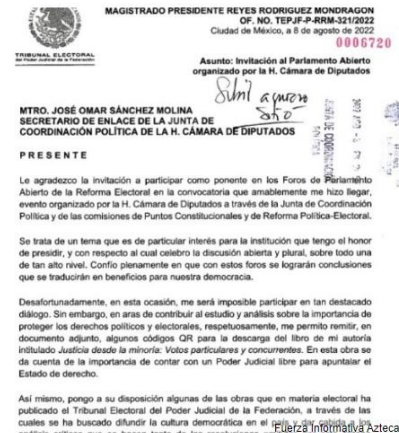 MAGISTRADO PRESIDENTE REYES RODRÍGUEZ MONDRAGON
OF. NO. TEPJF-P-RRM-321/2022
Ciudad de México, a 8 de agosto de 2022
0006720
TRIBUNAL ELECTORAL
del Poder Judicial de la Federación
Asunto: Invitación al Parlamento Abierto
organizado por la H. Cámara de Diputados
MTRO. JOSÉ OMAR SÁNCHEZ MOLINA
SECRETARIO DE ENLACE DE LA JUNTA DE
COORDINACIÓN POLÍTICA DE LA H. CÁMARA DE DIPUTADOS
P R E S E N T E
Le agradezco la invitación a participar como ponente en los Foros de Parlamento
Abierto de la Reforma Electoral en la convocatoria que amablemente me hizo llegar,
evento organizado por la H. Cámara de Diputados a través de la Junta de Coordinación
Política y de las comisiones de Puntos Constitucionales y de Reforma Política-Electoral.
Se trata de un tema que es de particular interés para la institución que tengo el honor
de presidir, y con respecto al cual celebro la discusión abierta y plural, sobre todo una
de tan alto nivel. Confío plenamente en que con estos foros se lograrán conclusiones
que se traducirán en beneficios para nuestra democracia.
Desafortunadamente, en esta ocasión, me será imposible participar en tan destacado
diálogo. Sin embargo, en aras de contribuir al estudio y análisis sobre la importancia de
proteger los derechos políticos y electorales, respetuosamente, me permito remitir, en
documento adjunto, algunos códigos QR para la descarga del libro de mi autoría
intitulado Justicia desde la minoría: Votos particulares y concurrentes. En esta obra se
da cuenta de la importancia de contar con un Poder Judicial libre para apuntalar el
Estado de derecho.
Así mismo, pongo a su disposición algunas de las obras que en materia electoral ha
publicado el Tribunal Electoral del Poder Judicial de la Federación, a través de las
cuales se ha buscado difundir la cultura democrática en el país y dar cabida a los
Fuerza Informativa Azteca